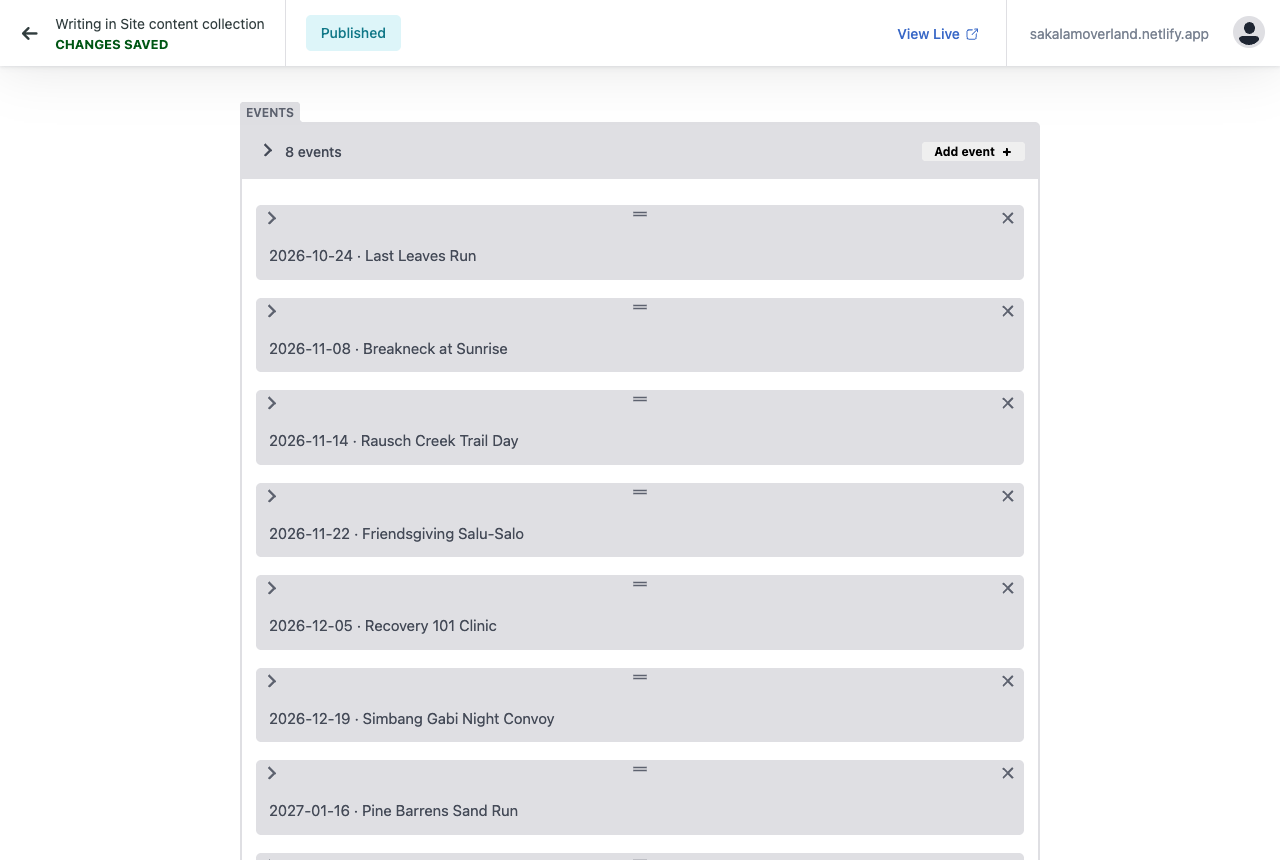 Writing in Site content collection
CHANGES SAVED
Published
View Live
sakalamoverland.netlify.app
EVENTS
8 events
Add event +
2026-10-24 · Last Leaves Run
2026-11-08 · Breakneck at Sunrise
2026-11-14 · Rausch Creek Trail Day
2026-11-22 · Friendsgiving Salu-Salo
2026-12-05 · Recovery 101 Clinic
2026-12-19 · Simbang Gabi Night Convoy
2027-01-16 · Pine Barrens Sand Run